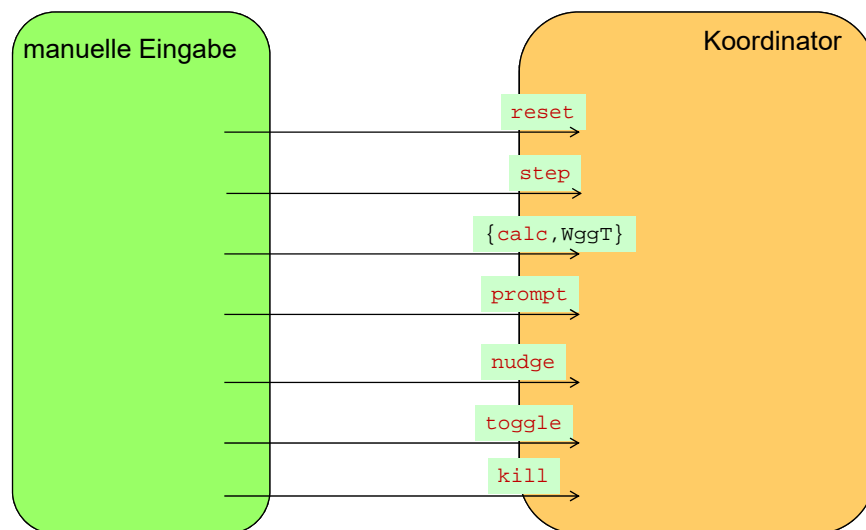 manuelle Eingabe
Koordinator
reset
step
{calc,WggT}
prompt
nudge
toggle
kill